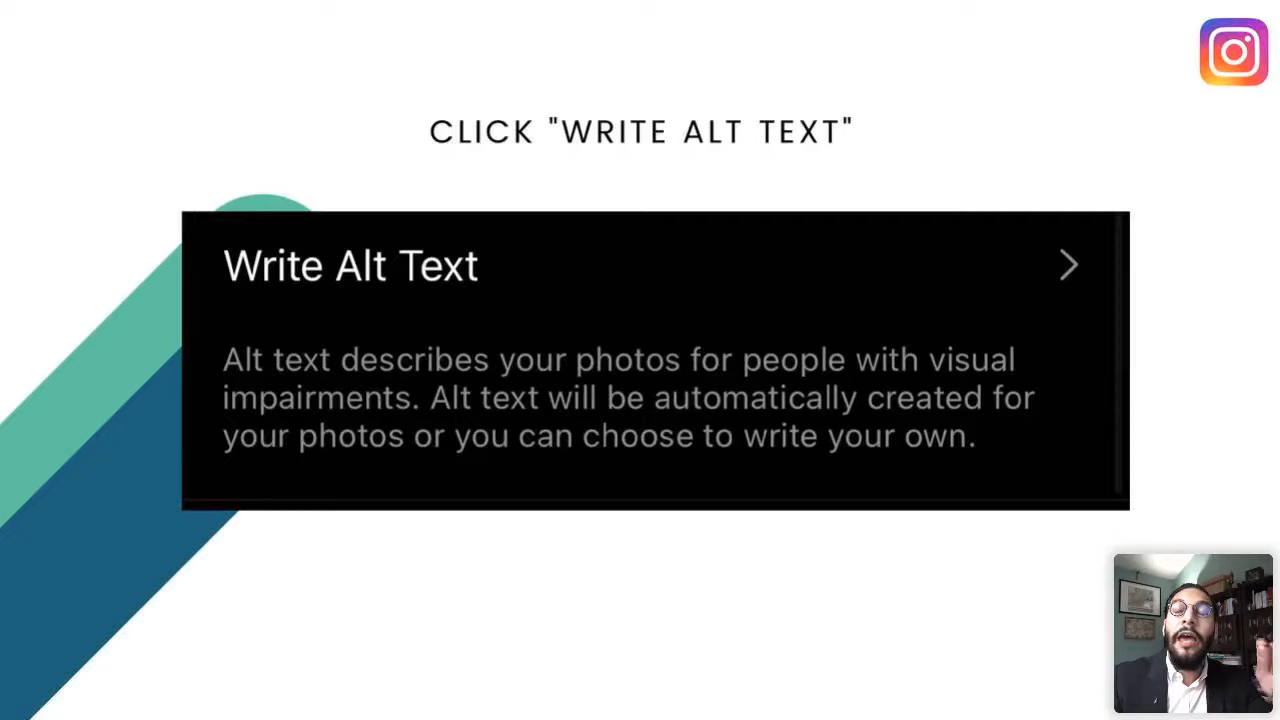 CLICK "WRITE ALT TEXT"
Write Alt Text
Alt text describes your photos for people with visual
impairments. Alt text will be automatically created for
your photos or you can choose to write your own.